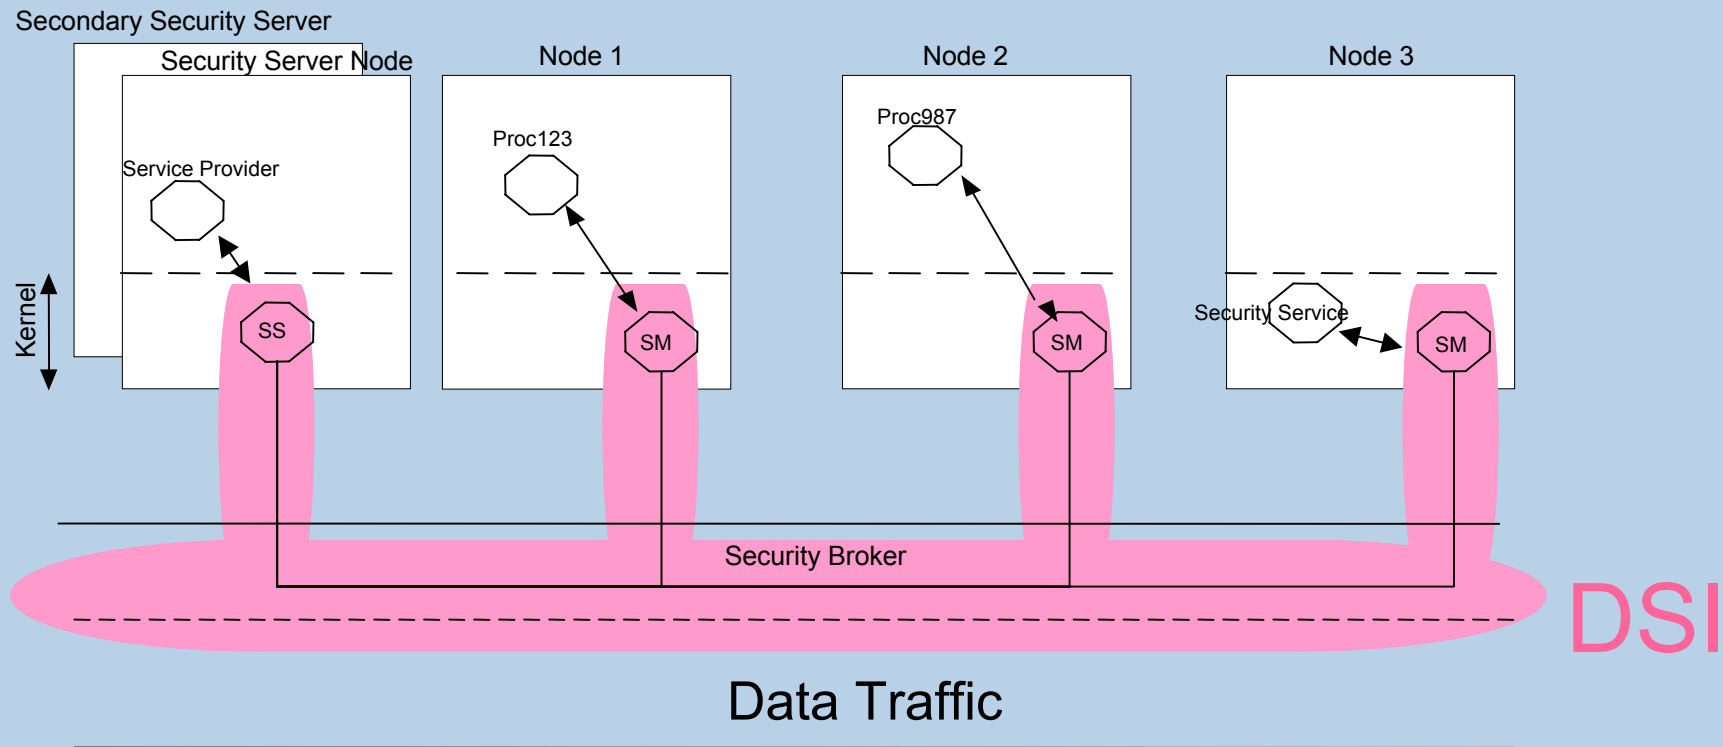 Secondary Security Server
Security Server Node
Node 1
Node 2
Node 3
Proc987
Proc123
Service Provider
Kernel
Security Service
SS
SM
SM
SM
Security Broker
DSI
Data Traffic